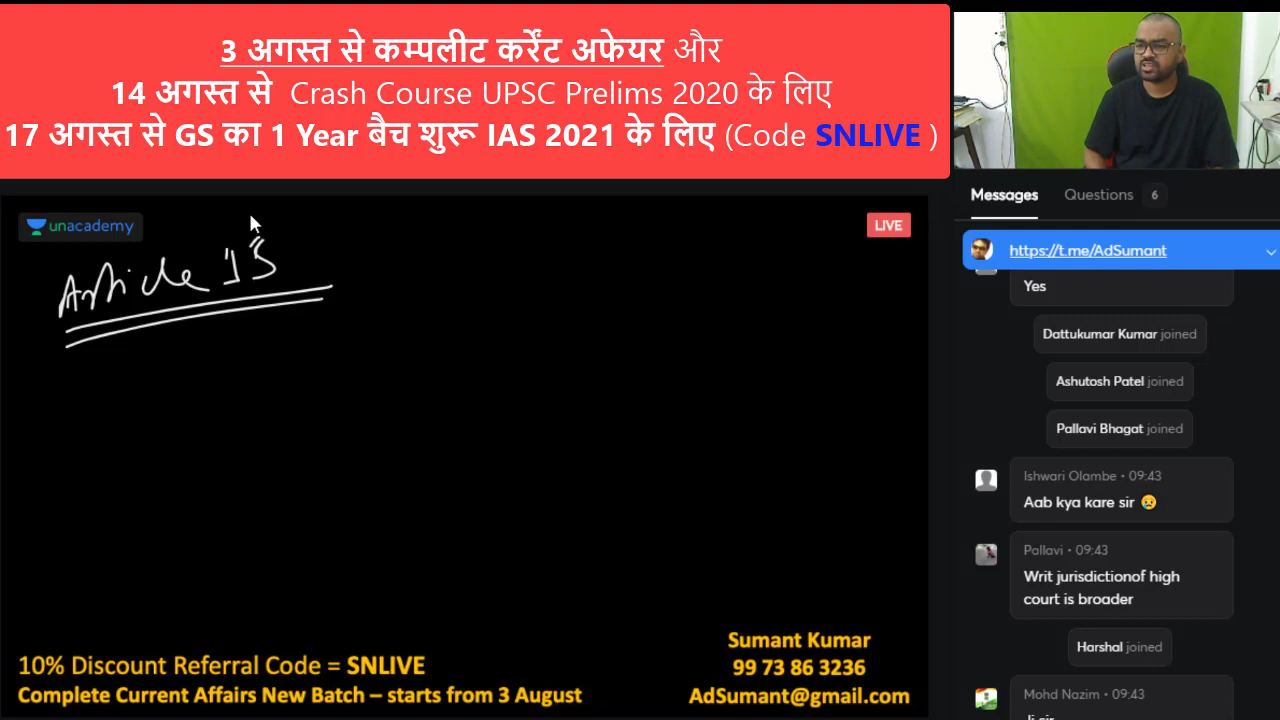 3 अगस्त से कम्पलीट कर्रेंट अफेयर और
14 अगस्त से Crash Course UPSC Prelims 2020 के लिए
17 अगस्त से GS का 1 Year बैच शुरू IAS 2021 के लिए (Code SNLIVE )
unacademy
LIVE
Article 13
10% Discount Referral Code = SNLIVE
Complete Current Affairs New Batch – starts from 3 August
Sumant Kumar
99 73 86 3236
AdSumant@gmail.com
Messages Questions 6
https://t.me/AdSumant
Yes
Dattukumar Kumar joined
Ashutosh Patel joined
Pallavi Bhagat joined
Ishwari Olambe • 09:43
Aab kya kare sir 😥
Pallavi • 09:43
Writ jurisdictionof high
court is broader
Harshal joined
Mohd Nazim • 09:43
Ji sir